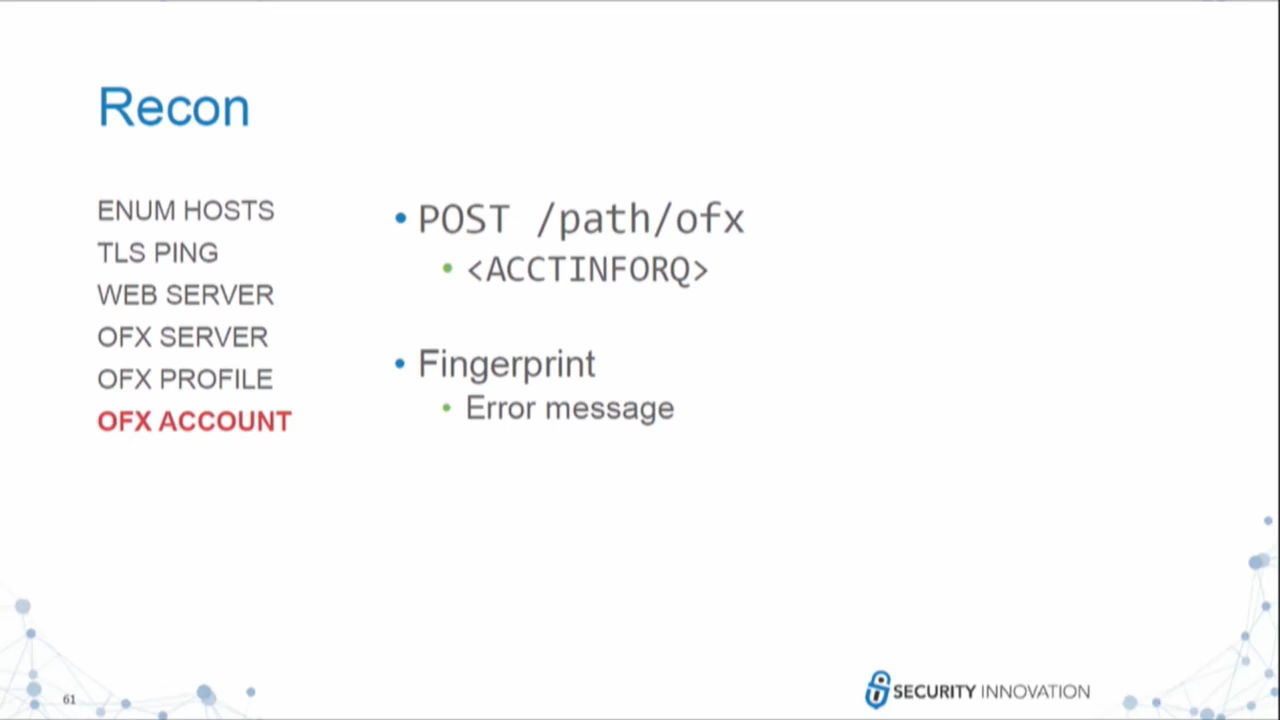 Recon
ENUM HOSTS
TLS PING
WEB SERVER
OFX SERVER
OFX PROFILE
OFX ACCOUNT
• POST /path/ofx
• <ACCTINFORQ>
• Fingerprint
• Error message
61
SECURITY INNOVATION